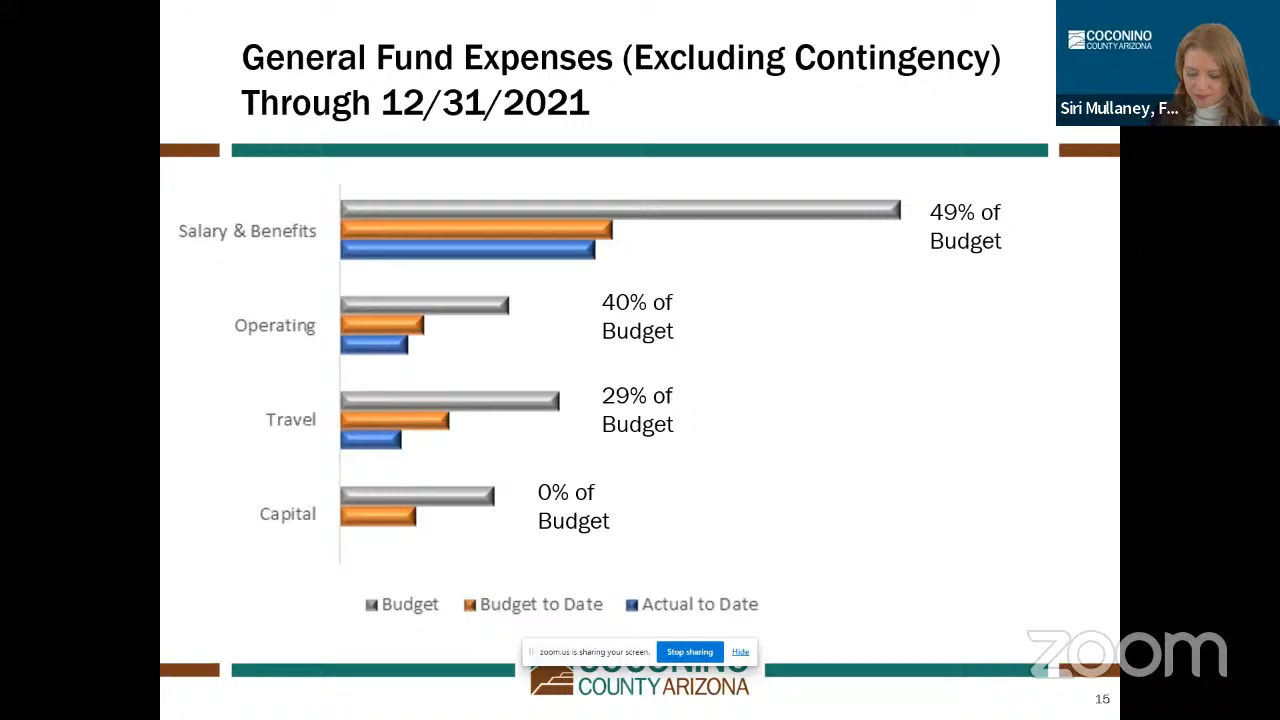 General Fund Expenses (Excluding Contingency)
Through 12/31/2021
COCONINO
COUNTY ARIZONA
Siri Mullaney, F...
Salary & Benefits
49% of
Budget
Operating
40% of
Budget
Travel
29% of
Budget
Capital
0% of
Budget
Budget
Budget to Date
Actual to Date
zoom.us is sharing your screen.
Stop sharing
Hide
COCONINO
COUNTY ARIZONA
zoom
15